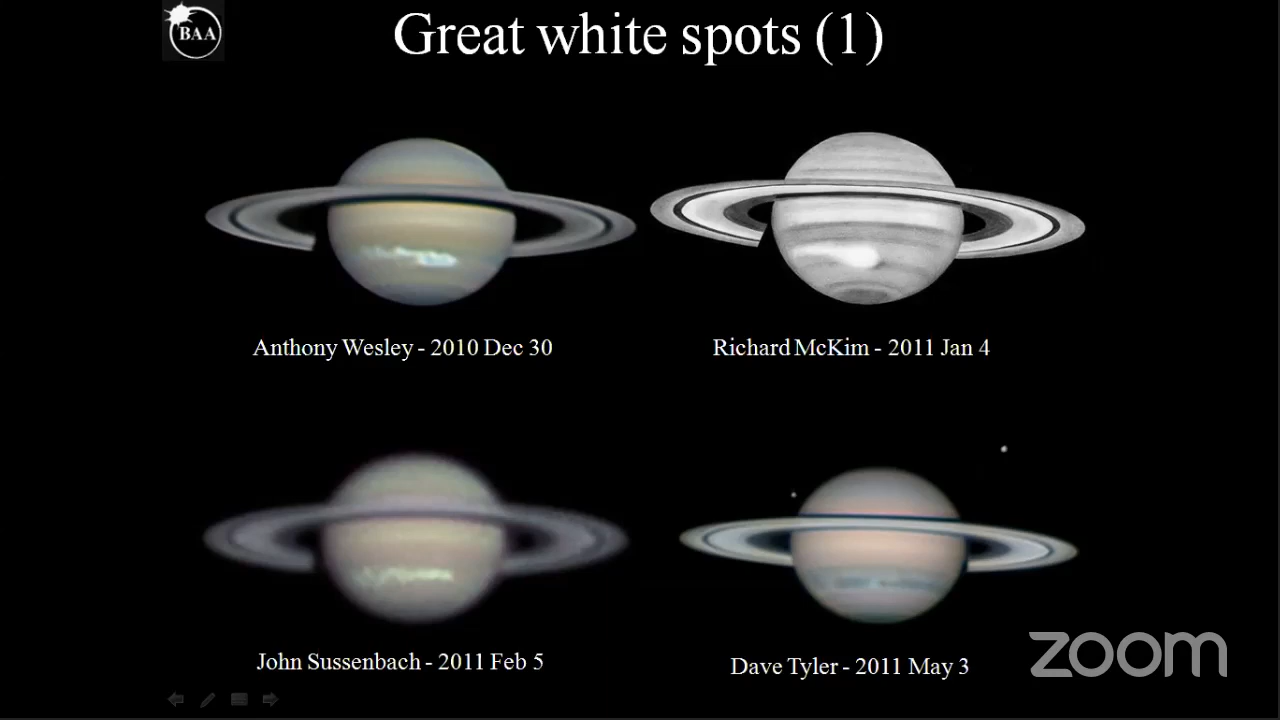 BAA
Great white spots (1)
Anthony Wesley - 2010 Dec 30
Richard McKim - 2011 Jan 4
John Sussenbach - 2011 Feb 5
Dave Tyler - 2011 May 3
zoom